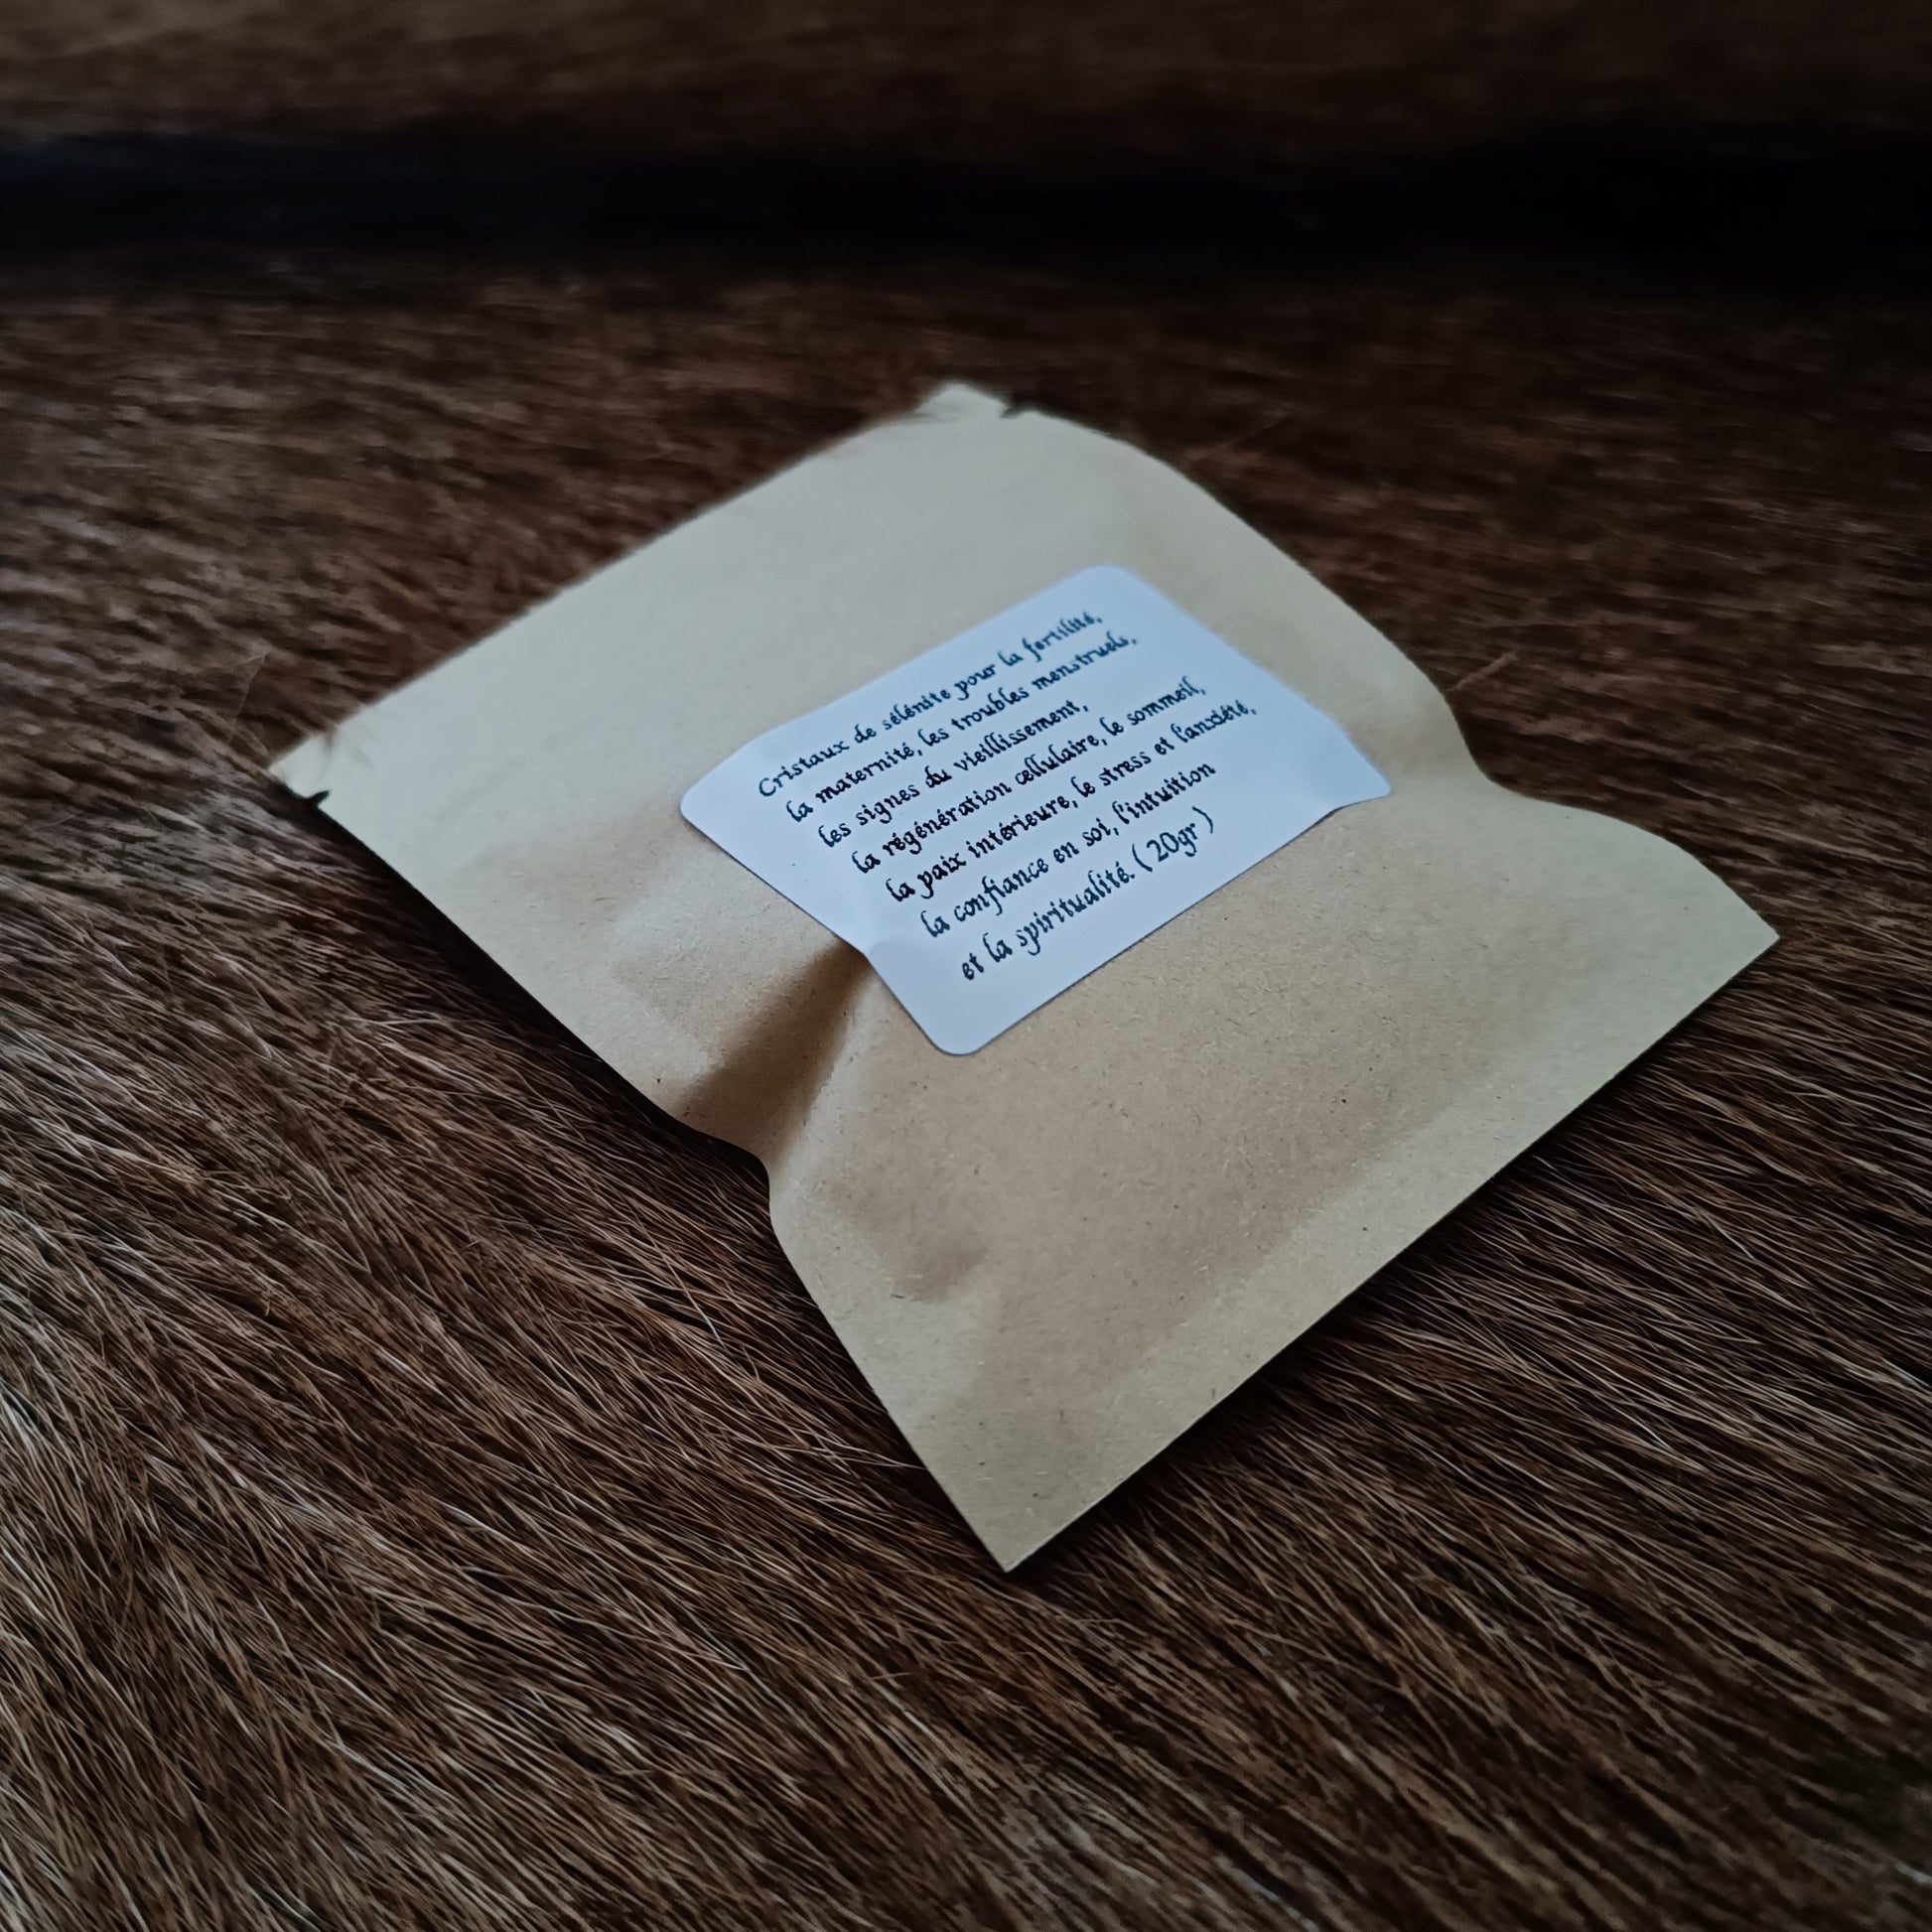 Cristaux de sélénite pour la fertilité,
la maternité, les troubles menstruels,
les signes du vieillissement,
la régénération cellulaire, le sommeil,
la paix intérieure, le stress et l'anxiété,
la confiance en soi, l'intuition
et la spiritualité. (20gr)